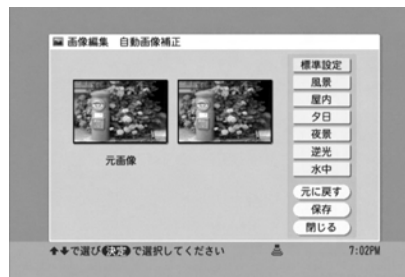 画像編集 自動画像補正
標準設定
風景
屋内
夕日
夜景
逆光
水中
元画像
元に戻す
保存
閉じる
で選び 決定 で選択してください
7:02PM